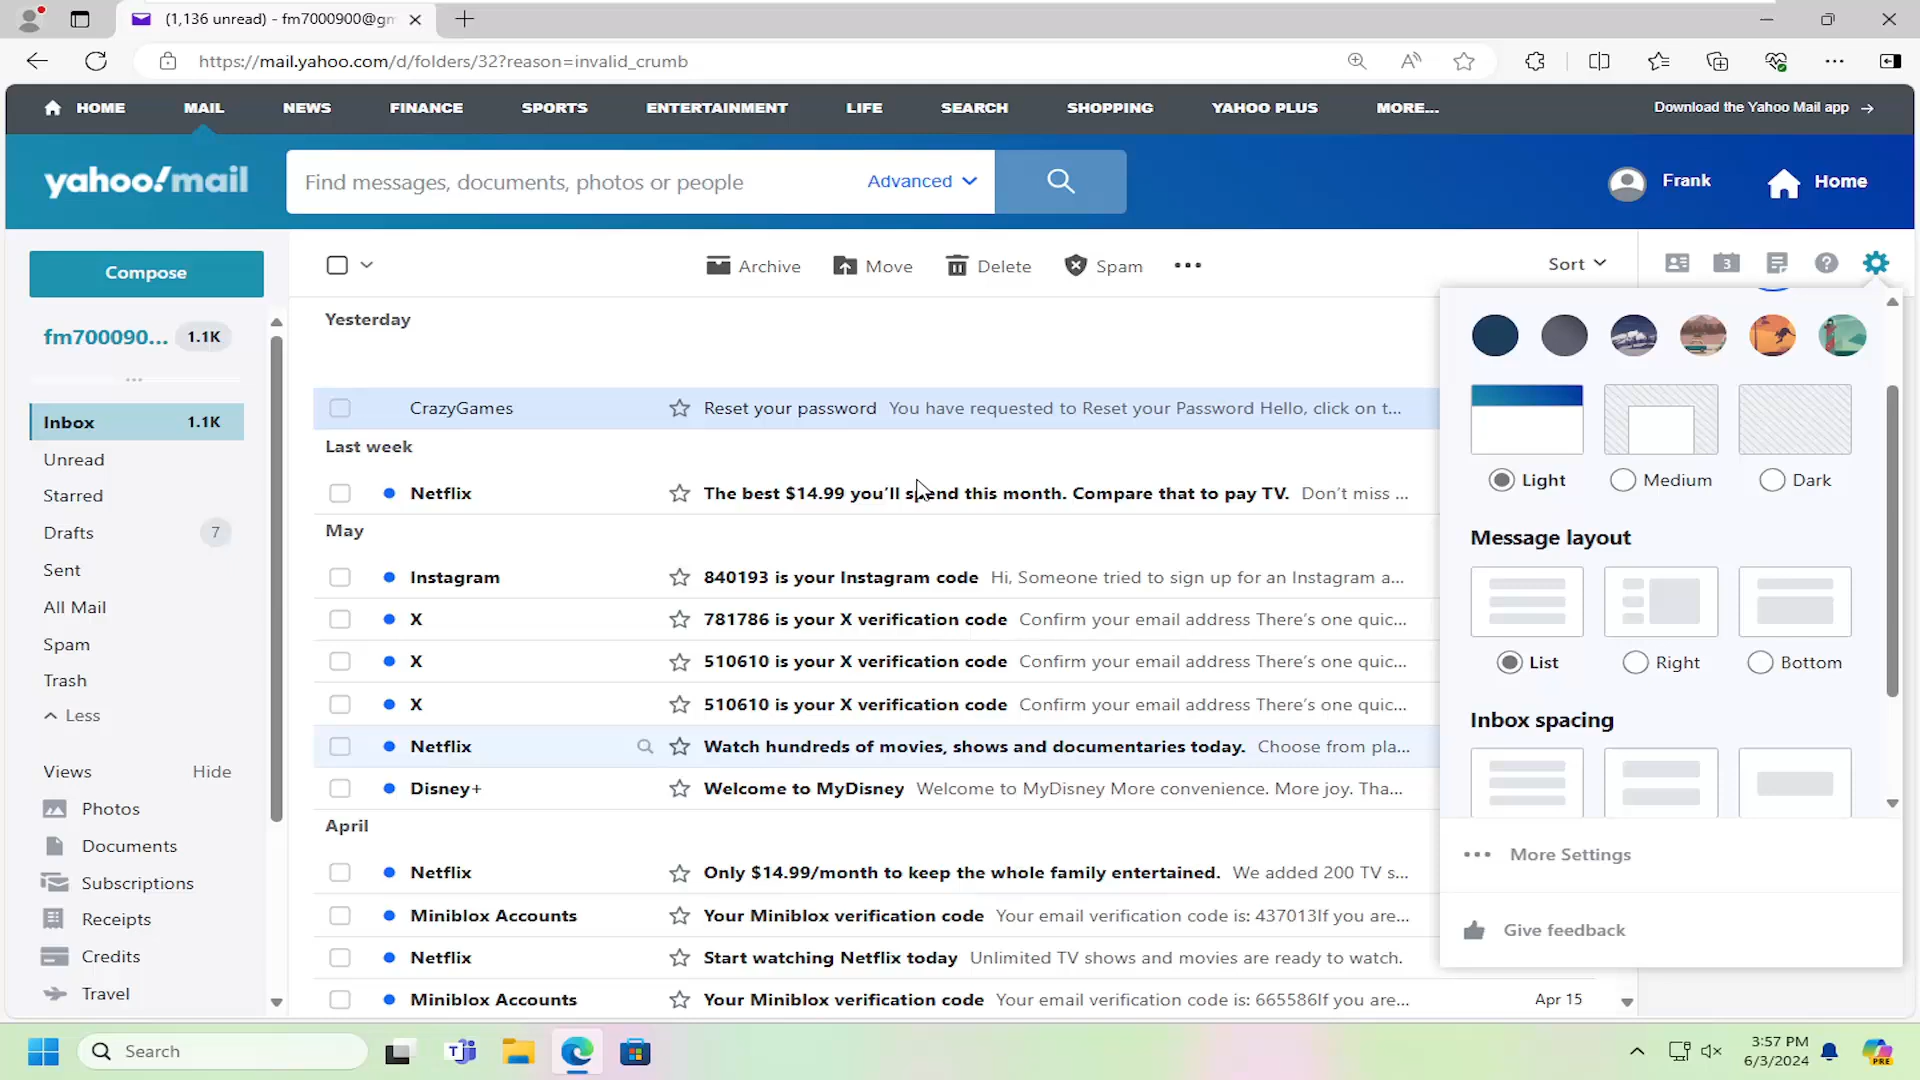 (1,136 unread) - fm7000900@gm
https://mail.yahoo.com/d/folders/32?reason=invalid_crumb
HOME MAIL NEWS FINANCE SPORTS ENTERTAINMENT LIFE SEARCH SHOPPING YAHOO PLUS MORE... Download the Yahoo Mail app →
yahoo!mail Find messages, documents, photos or people Advanced Frank Home
Compose
Archive Move Delete Spam Sort 3 ?
fm700090... 1.1K
Inbox 1.1K
Unread
Starred
Drafts 7
Sent
All Mail
Spam
Trash
Less
Views Hide
Photos
Documents
Subscriptions
Receipts
Credits
Travel
Yesterday
CrazyGames Reset your password You have requested to Reset your Password Hello, click on t...
Last week
Netflix The best $14.99 you'll spend this month. Compare that to pay TV. Don't miss ...
May
Instagram 840193 is your Instagram code Hi, Someone tried to sign up for an Instagram a...
X 781786 is your X verification code Confirm your email address There's one quic...
X 510610 is your X verification code Confirm your email address There's one quic...
X 510610 is your X verification code Confirm your email address There's one quic...
Netflix Watch hundreds of movies, shows and documentaries today. Choose from pla...
Disney+ Welcome to MyDisney Welcome to MyDisney More convenience. More joy. Tha...
April
Netflix Only $14.99/month to keep the whole family entertained. We added 200 TV s...
Miniblox Accounts Your Miniblox verification code Your email verification code is: 437013If you are...
Netflix Start watching Netflix today Unlimited TV shows and movies are ready to watch.
Miniblox Accounts Your Miniblox verification code Your email verification code is: 665586If you are... Apr 15
Light Medium Dark
Message layout
List Right Bottom
Inbox spacing
More Settings
Give feedback
Search
3:57 PM
6/3/2024
PRE